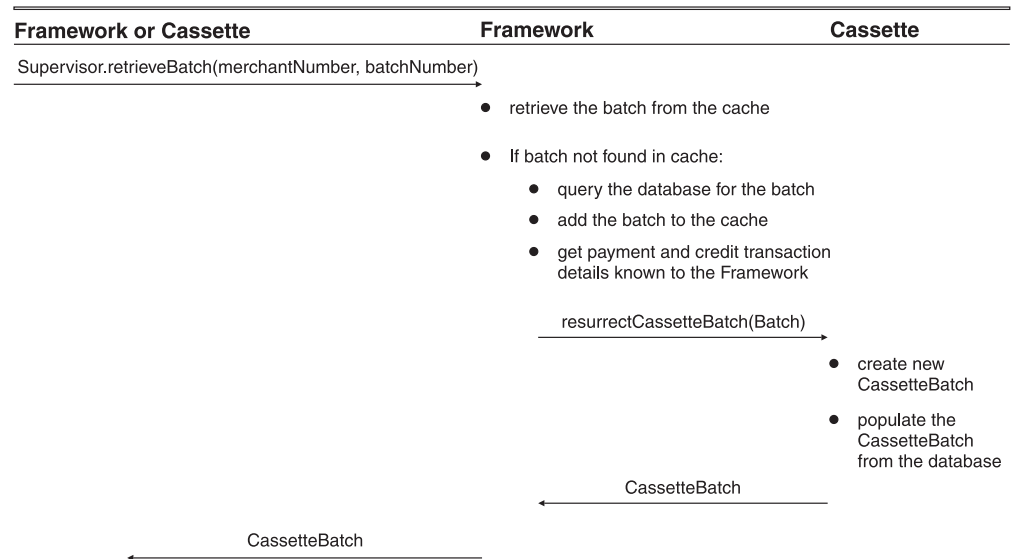 Framework or Cassette
Framework
Cassette
Supervisor.retrieveBatch(merchantNumber, batchNumber)
retrieve the batch from the cache
If batch not found in cache:
query the database for the batch
add the batch to the cache
get payment and credit transaction
details known to the Framework
resurrectCassetteBatch(Batch)
create new
CassetteBatch
populate the
CassetteBatch
from the database
CassetteBatch
CassetteBatch